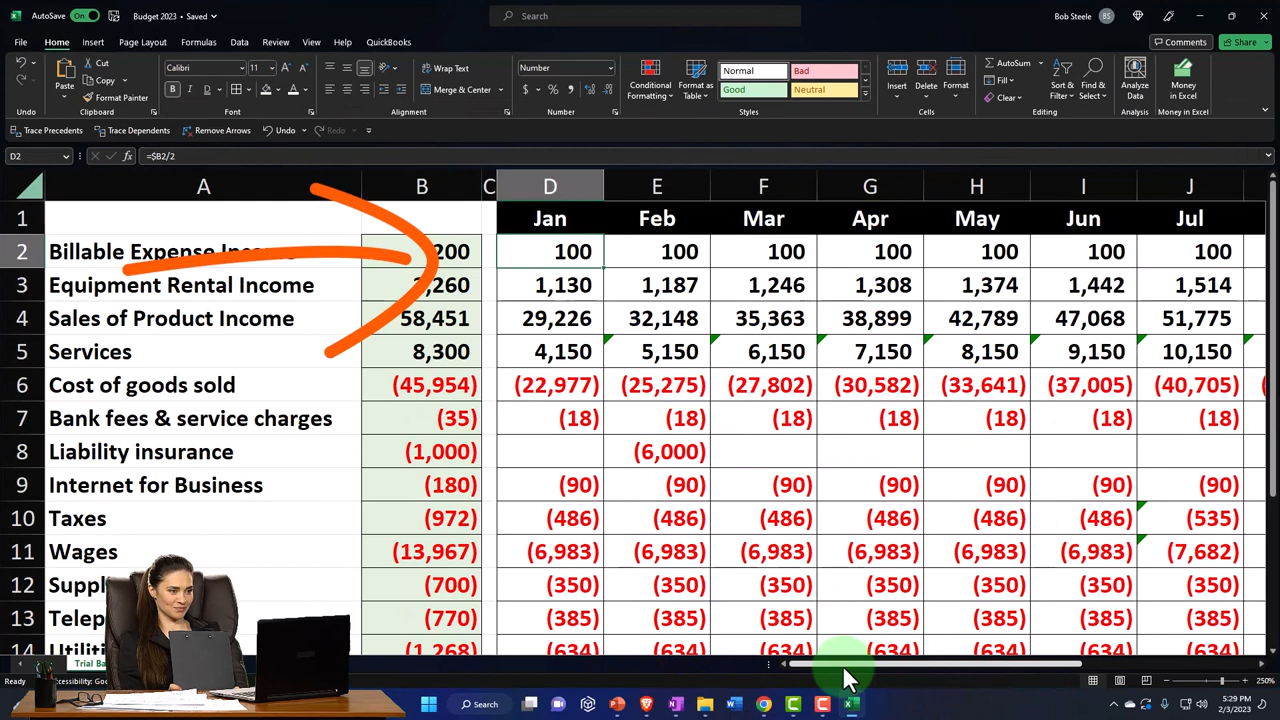 AutoSave On Budget 2023 • Saved Search Bob Steele BS
File Home Insert Draw Page Layout Formulas Data Review View Help QuickBooks Comments Share
Cut AutoSum
Copy Calibri 11 Wrap Text Number Normal Bad Fill
Paste Format Painter B I Merge & Center $ % Conditional Formatting Format as Table Good Neutral Insert Delete Format Clear Sort & Filter Find & Select Analyze Data Money in Excel
Undo Clipboard Font Alignment Number Styles Cells Editing Analysis Money in Excel
Trace Precedents Trace Dependents Remove Arrows Undo Redo
D2 fx =$B2/2
A B C D E F G H I J
1 Jan Feb Mar Apr May Jun Jul
2 Billable Expense 200 100 100 100 100 100 100 100
3 Equipment Rental Income ,260 1,130 1,187 1,246 1,308 1,374 1,442 1,514
4 Sales of Product Income 58,451 29,226 32,148 35,363 38,899 42,789 47,068 51,775
5 Services 8,300 4,150 5,150 6,150 7,150 8,150 9,150 10,150
6 Cost of goods sold (45,954) (22,977) (25,275) (27,802) (30,582) (33,641) (37,005) (40,705)
7 Bank fees & service charges (35) (18) (18) (18) (18) (18) (18) (18)
8 Liability insurance (1,000) (6,000)
9 Internet for Business (180) (90) (90) (90) (90) (90) (90) (90)
10 Taxes (972) (486) (486) (486) (486) (486) (486) (535)
11 Wages (13,967) (6,983) (6,983) (6,983) (6,983) (6,983) (6,983) (7,682)
12 Suppl (700) (350) (350) (350) (350) (350) (350) (350)
13 Telep (770) (385) (385) (385) (385) (385) (385) (385)
14 Utiliti (1,268) (634) (634) (634) (634) (634) (634) (634)
Trial Ba
ccessibility: Go 250%
Search 5:29 PM
2/3/2023